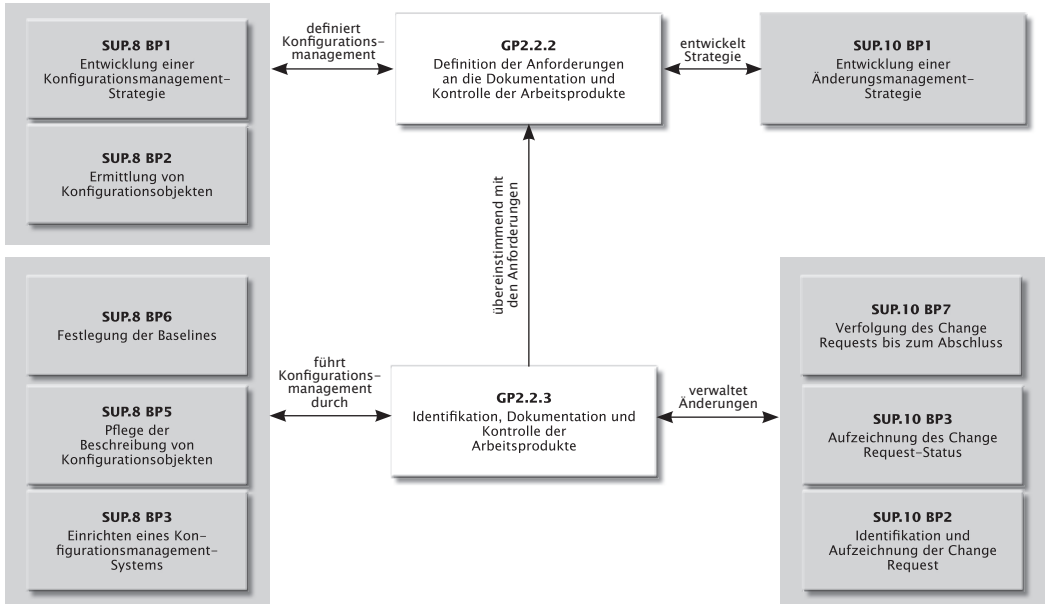 SUP.8 BP1
Entwicklung einer
Konfigurationsmanagement-
Strategie
SUP.8 BP2
Ermittlung von
Konfigurationsobjekten
definiert
Konfigurations-
management
GP2.2.2
Definition der Anforderungen
an die Dokumentation und
Kontrolle der Arbeitsprodukte
entwickelt
Strategie
SUP.10 BP1
Entwicklung einer
Änderungsmanagement-
Strategie
übereinstimmend mit
den Anforderungen
SUP.8 BP6
Festlegung der Baselines
SUP.8 BP5
Pflege der
Beschreibung von
Konfigurationsobjekten
SUP.8 BP3
Einrichten eines Kon-
figurationsmanagement-
Systems
führt
Konfigurations-
management
durch
GP2.2.3
Identifikation, Dokumentation und
Kontrolle der
Arbeitsprodukte
verwaltet
Änderungen
SUP.10 BP7
Verfolgung des Change
Requests bis zum Abschluss
SUP.10 BP3
Aufzeichnung des Change
Request-Status
SUP.10 BP2
Identifikation und
Aufzeichnung der Change
Request